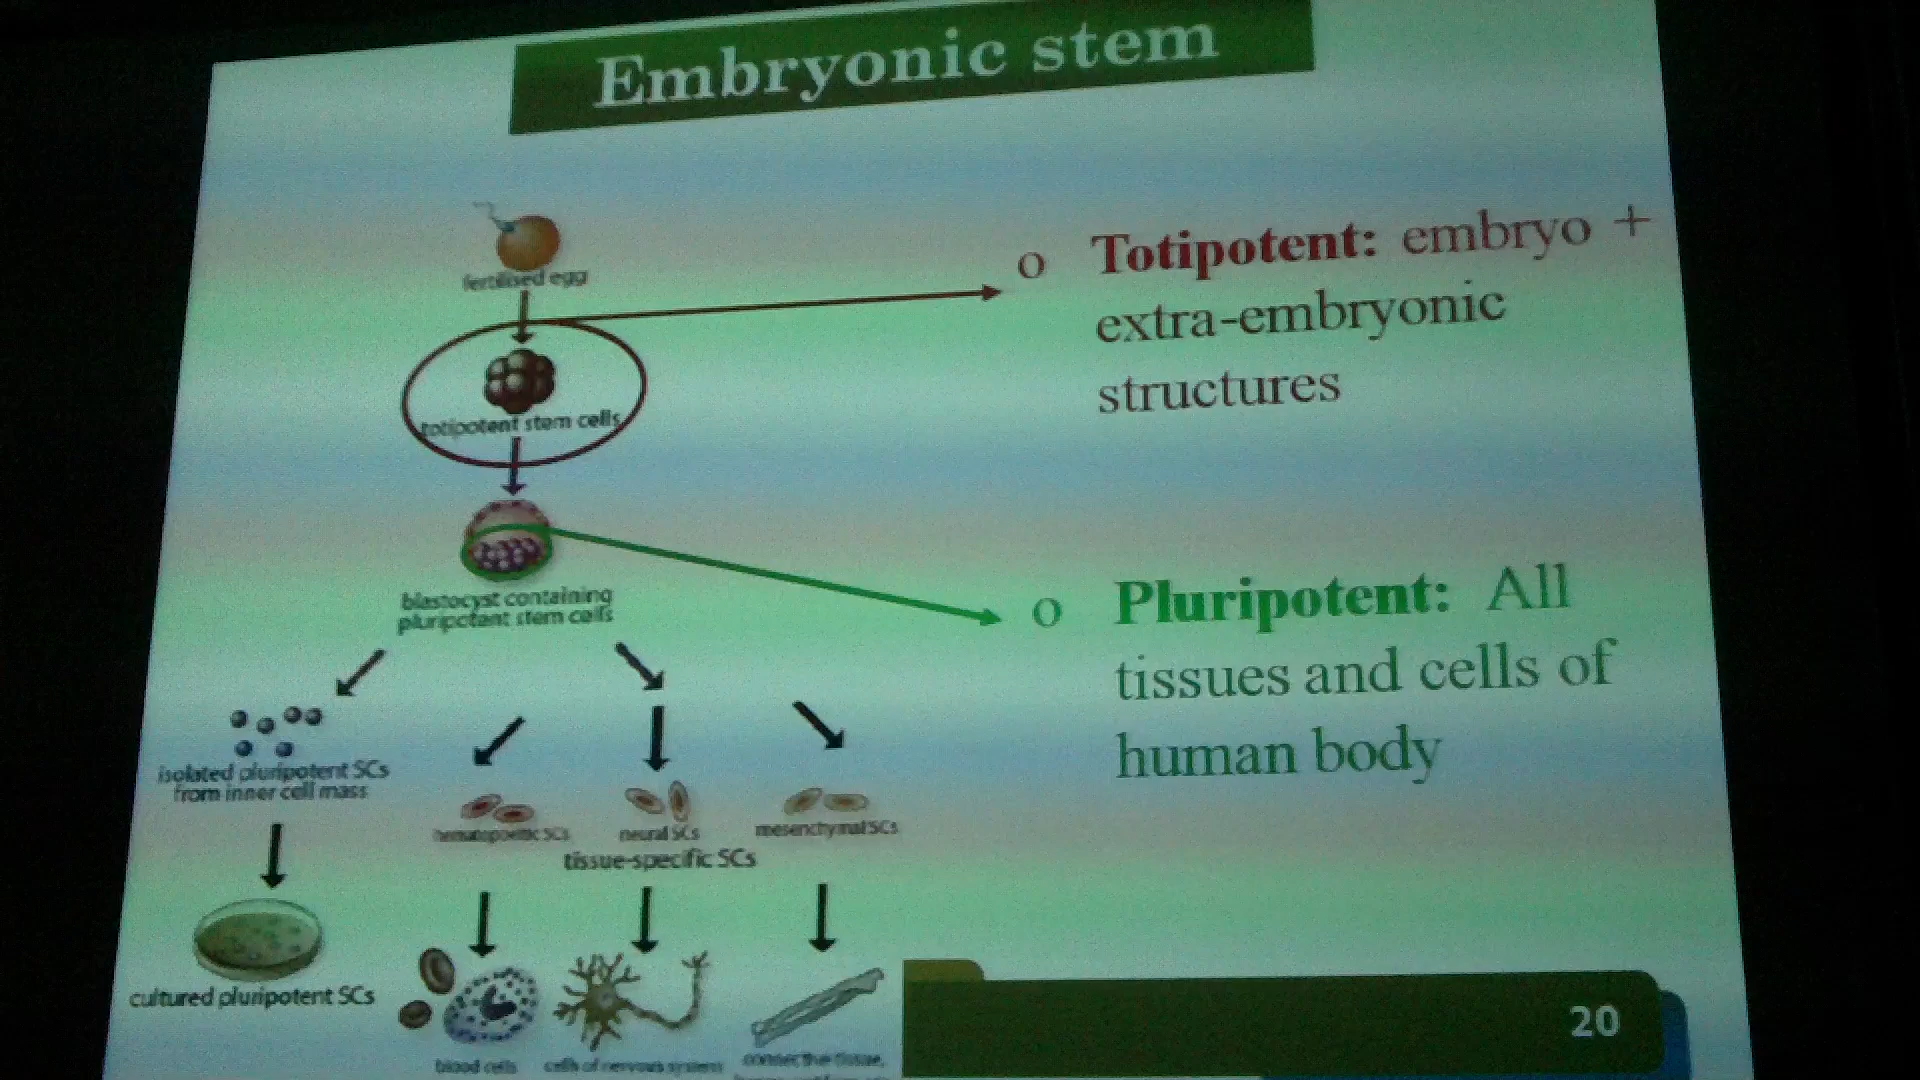 Embryonic stem
fertilised egg
totipotent stem cells
blastocyst containing
pluripotent stem cells
isolated pluripotent SCs
from inner cell mass
cultured pluripotent SCs
hematopoetic SCs
neural SCs
mesenchymal SCs
tissue-specific SCs
blood cells
cells of nervous system
connective tissue,
o Totipotent: embryo +
extra-embryonic
structures
o Pluripotent: All
tissues and cells of
human body
20